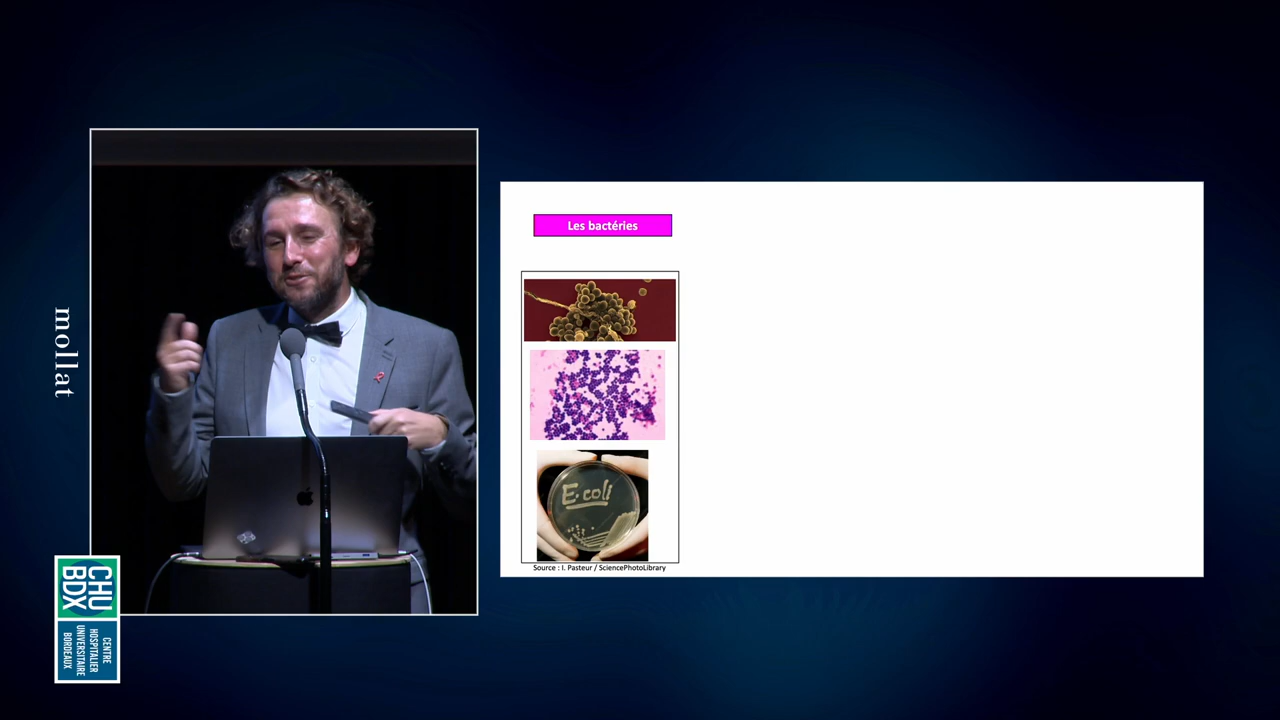 mollat
CHU
BDX
CENTRE
HOSPITALIER
UNIVERSITAIRE
BORDEAUX
Les bactéries
E. coli
Source : I. Pasteur / SciencePhotoLibrary